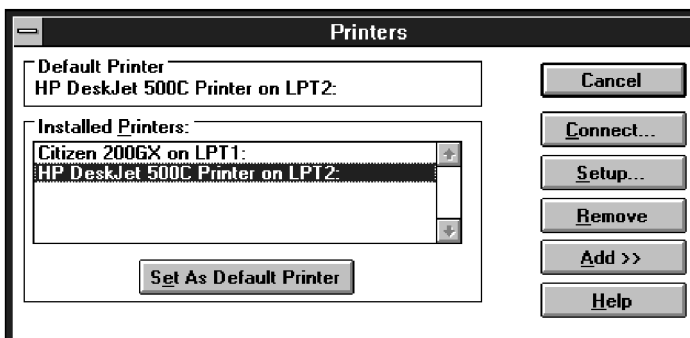 Printers
Default Printer
HP DeskJet 500C Printer on LPT2:
Installed Printers:
Citizen 200GX on LPT1:
HP DeskJet 500C Printer on LPT2:
Set As Default Printer
Cancel
Connect...
Setup...
Remove
Add >>
Help